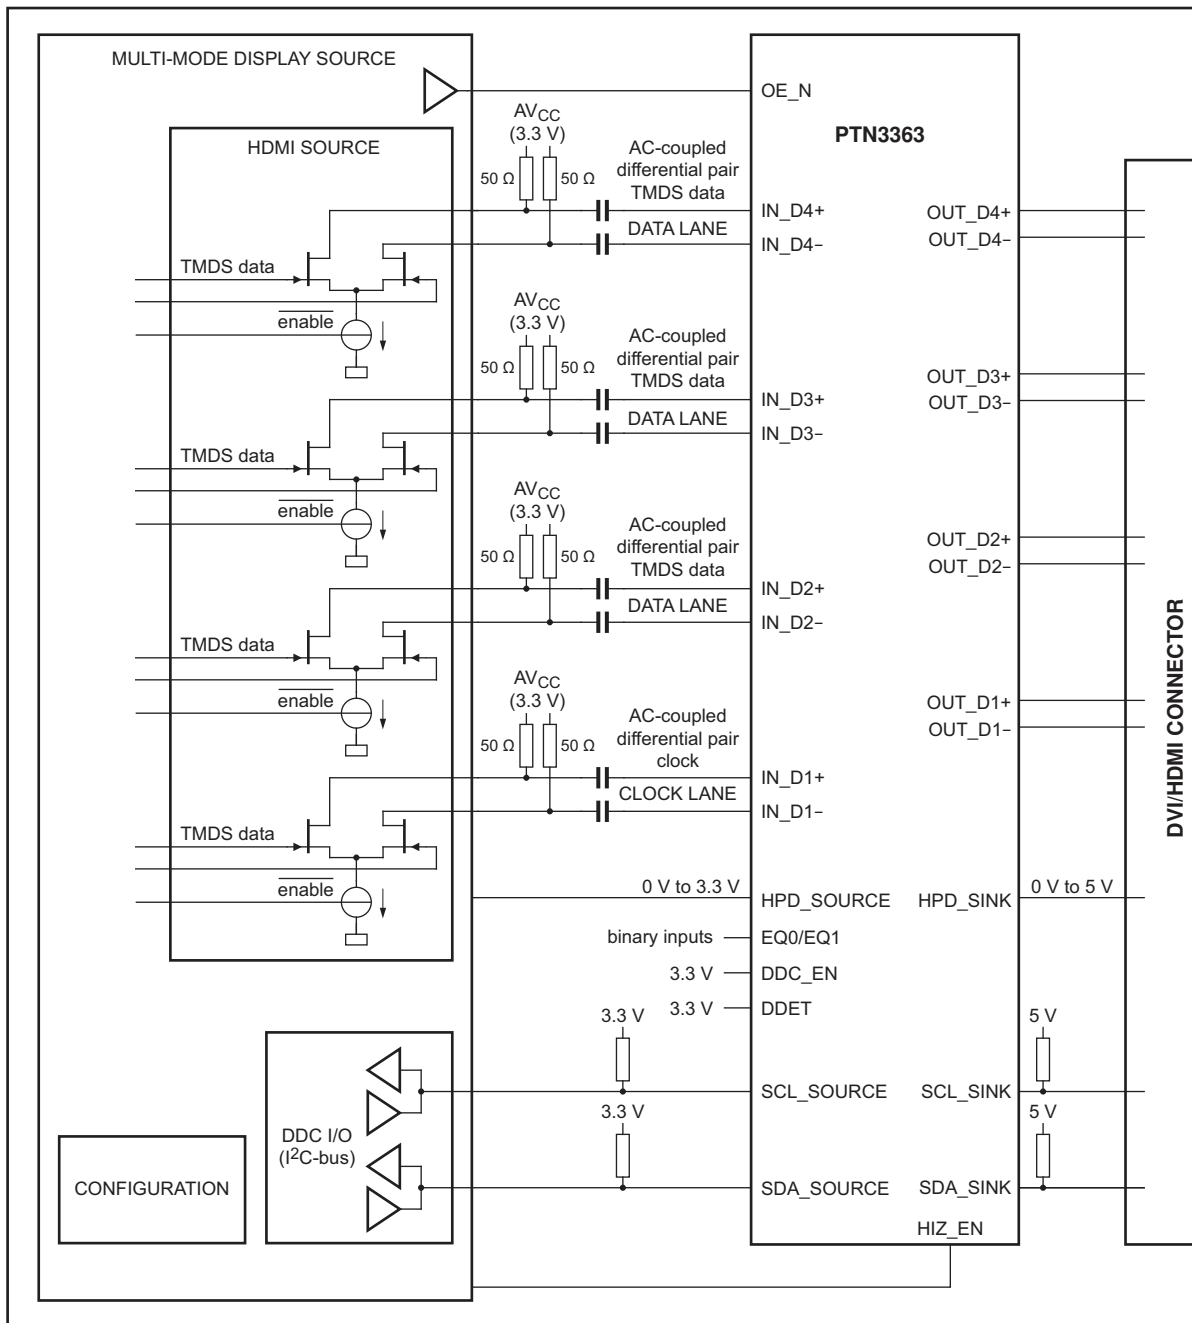 MULTI-MODE DISPLAY SOURCE
OE_N
PTN3363
HDMI SOURCE
AVCC
(3.3 V)
50 Ω
50 Ω
AC-coupled
differential pair
TMDS data
IN_D4+
OUT_D4+
DATA LANE
IN_D4−
OUT_D4−
TMDS data
enable
AVCC
(3.3 V)
50 Ω
50 Ω
AC-coupled
differential pair
TMDS data
IN_D3+
OUT_D3+
OUT_D3−
DATA LANE
IN_D3−
TMDS data
enable
AVCC
(3.3 V)
50 Ω
50 Ω
AC-coupled
differential pair
TMDS data
OUT_D2+
OUT_D2−
IN_D2+
DATA LANE
IN_D2−
TMDS data
enable
AVCC
(3.3 V)
50 Ω
50 Ω
AC-coupled
differential pair
clock
OUT_D1+
OUT_D1−
IN_D1+
CLOCK LANE
IN_D1−
TMDS data
enable
DVI/HDMI CONNECTOR
0 V to 3.3 V
HPD_SOURCE
HPD_SINK
0 V to 5 V
binary inputs
EQ0/EQ1
3.3 V
DDC_EN
3.3 V
DDET
3.3 V
5 V
SCL_SOURCE
SCL_SINK
3.3 V
5 V
DDC I/O
(I2C-bus)
CONFIGURATION
SDA_SOURCE
SDA_SINK
HIZ_EN